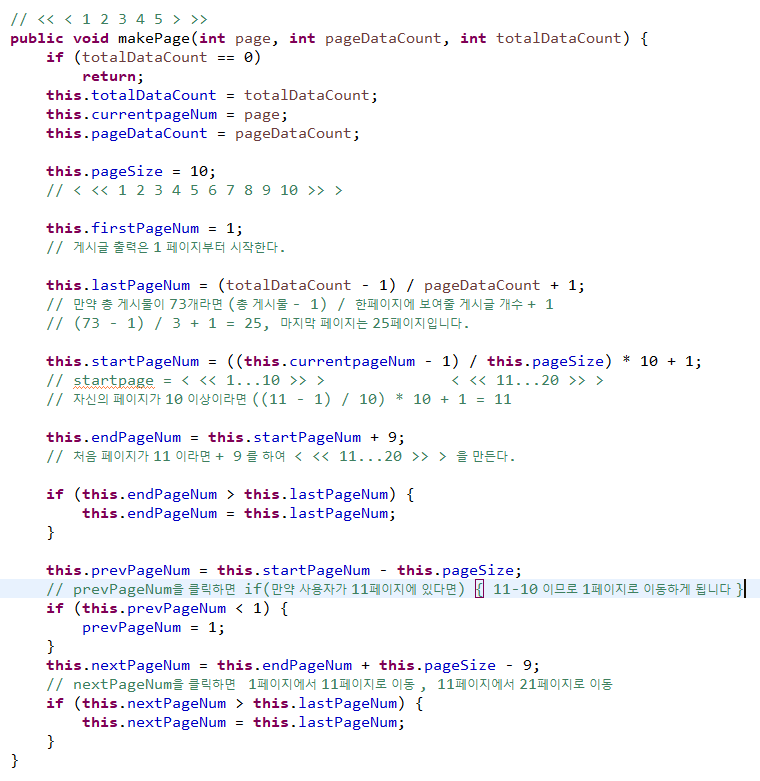 // << < 1 2 3 4 5 > >>
public void makePage(int page, int pageDataCount, int totalDataCount) {
    if (totalDataCount == 0)
        return;
    this.totalDataCount = totalDataCount;
    this.currentpageNum = page;
    this.pageDataCount = pageDataCount;

    this.pageSize = 10;
    // < << 1 2 3 4 5 6 7 8 9 10 >> >

    this.firstPageNum = 1;
    // 게시글 출력은 1 페이지부터 시작한다.

    this.lastPageNum = (totalDataCount - 1) / pageDataCount + 1;
    // 만약 총 게시물이 73개라면 (총 게시물 - 1) / 한페이지에 보여줄 게시글 개수 + 1
    // (73 - 1) / 3 + 1 = 25, 마지막 페이지는 25페이지입니다.

    this.startPageNum = ((this.currentpageNum - 1) / this.pageSize) * 10 + 1;
    // startpage = < << 1...10 >> >              < << 11...20 >> >
    // 자신의 페이지가 10 이상이라면 ((11 - 1) / 10) * 10 + 1 = 11

    this.endPageNum = this.startPageNum + 9;
    // 처음 페이지가 11 이라면 + 9 를 하여 < << 11...20 >> > 을 만든다.

    if (this.endPageNum > this.lastPageNum) {
        this.endPageNum = this.lastPageNum;
    }

    this.prevPageNum = this.startPageNum - this.pageSize;
    // prevPageNum을 클릭하면 if(만약 사용자가 11페이지에 있다면) { 11-10 이므로 1페이지로 이동하게 됩니다 }
    if (this.prevPageNum < 1) {
        prevPageNum = 1;
    }
    this.nextPageNum = this.endPageNum + this.pageSize - 9;
    // nextPageNum을 클릭하면  1페이지에서 11페이지로 이동 , 11페이지에서 21페이지로 이동
    if (this.nextPageNum > this.lastPageNum) {
        this.nextPageNum = this.lastPageNum;
    }
}